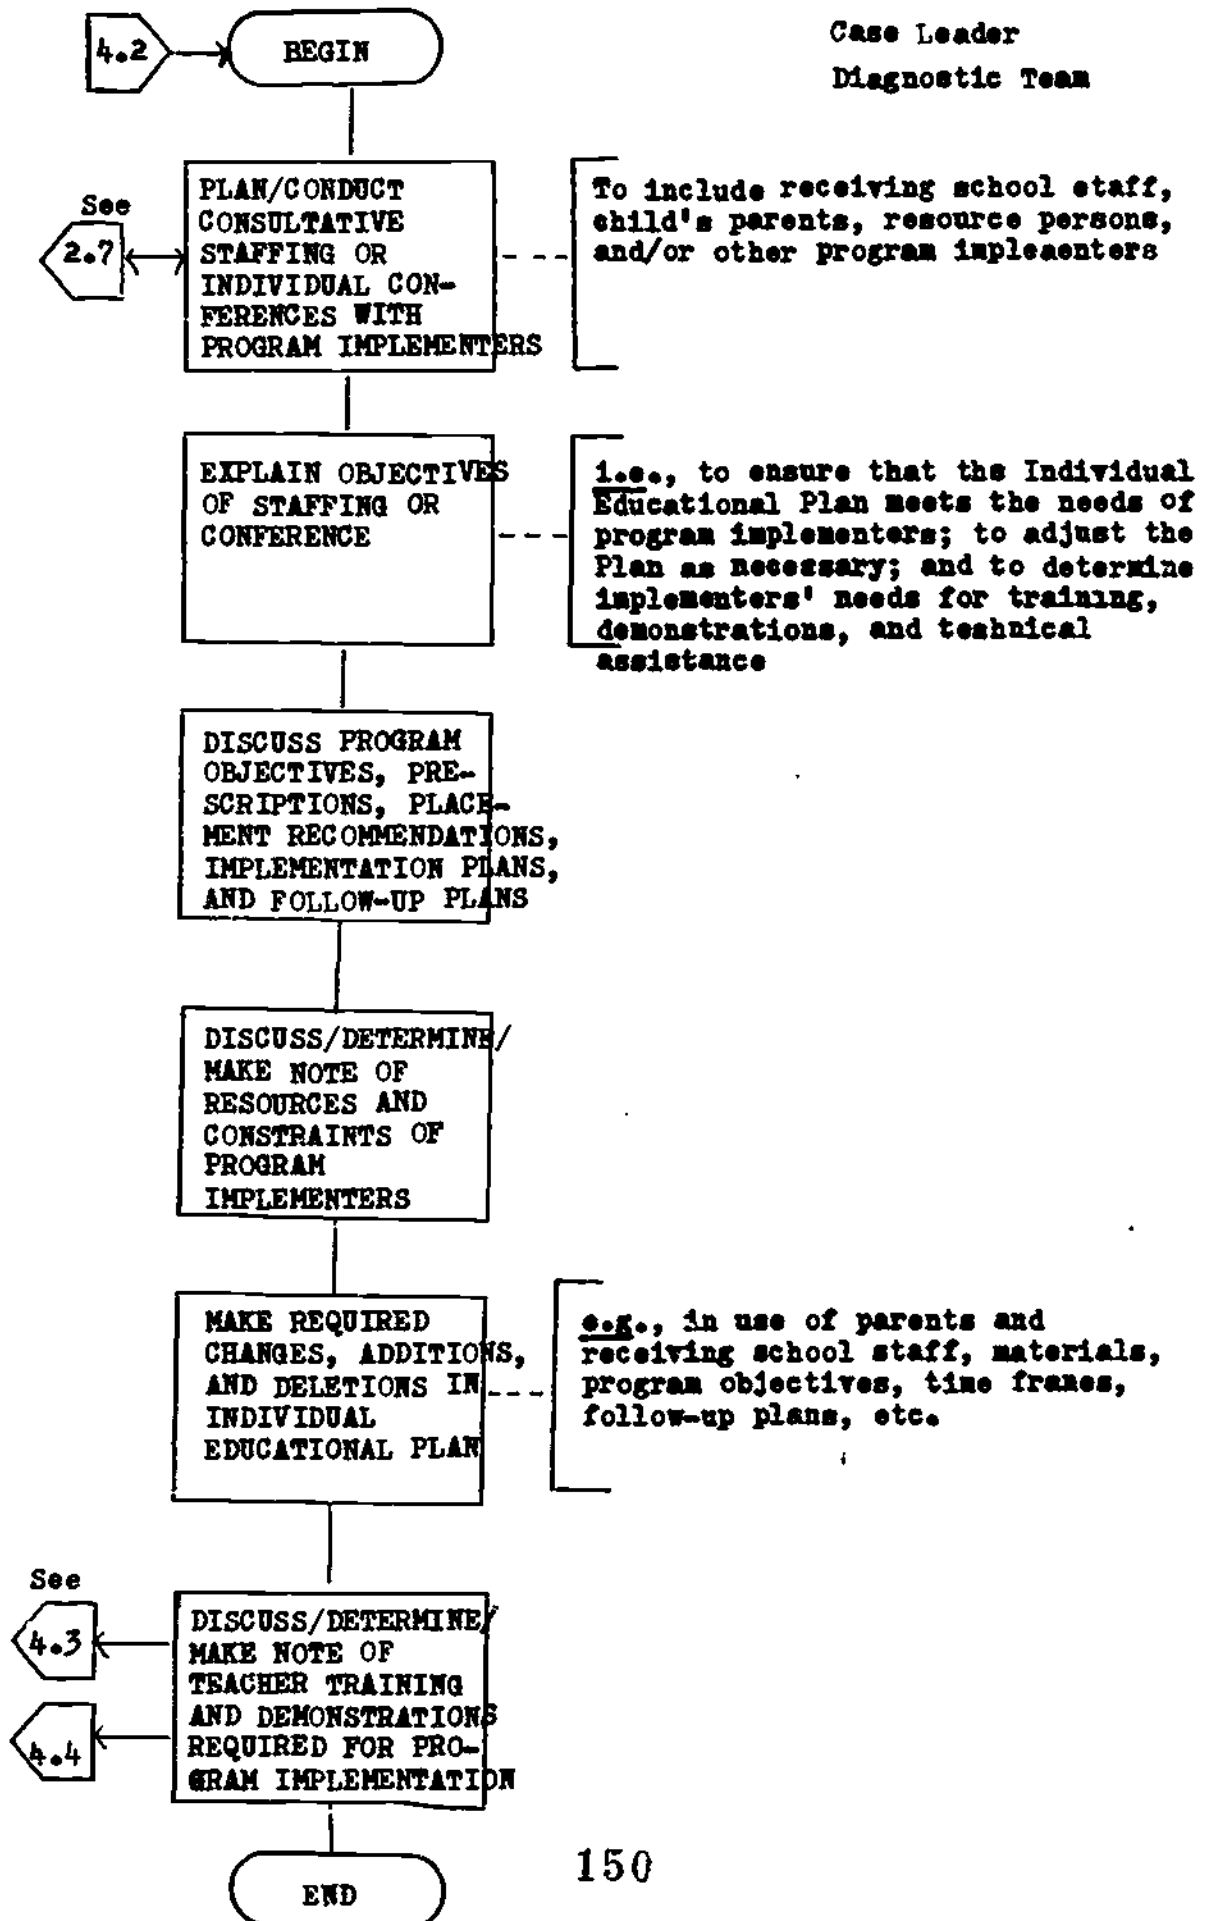 Case Leader
Diagnostic Team
4.2
BEGIN
See
2.7
PLAN/CONDUCT
CONSULTATIVE
STAFFING OR
INDIVIDUAL CON-
FERENCES WITH
PROGRAM IMPLEMENTERS
To include receiving school staff,
child's parents, resource persons,
and/or other program implementers
EXPLAIN OBJECTIVES
OF STAFFING OR
CONFERENCE
i.e., to ensure that the Individual
Educational Plan meets the needs of
program implementers; to adjust the
Plan as necessary; and to determine
implementers' needs for training,
demonstrations, and technical
assistance
DISCUSS PROGRAM
OBJECTIVES, PRE-
SCRIPTIONS, PLACE-
MENT RECOMMENDATIONS,
IMPLEMENTATION PLANS,
AND FOLLOW-UP PLANS
DISCUSS/DETERMINE/
MAKE NOTE OF
RESOURCES AND
CONSTRAINTS OF
PROGRAM
IMPLEMENTERS
MAKE REQUIRED
CHANGES, ADDITIONS,
AND DELETIONS IN
INDIVIDUAL
EDUCATIONAL PLAN
e.g., in use of parents and
receiving school staff, materials,
program objectives, time frames,
follow-up plans, etc.
See
4.3
4.4
DISCUSS/DETERMINE/
MAKE NOTE OF
TEACHER TRAINING
AND DEMONSTRATIONS
REQUIRED FOR PRO-
GRAM IMPLEMENTATION
END
150